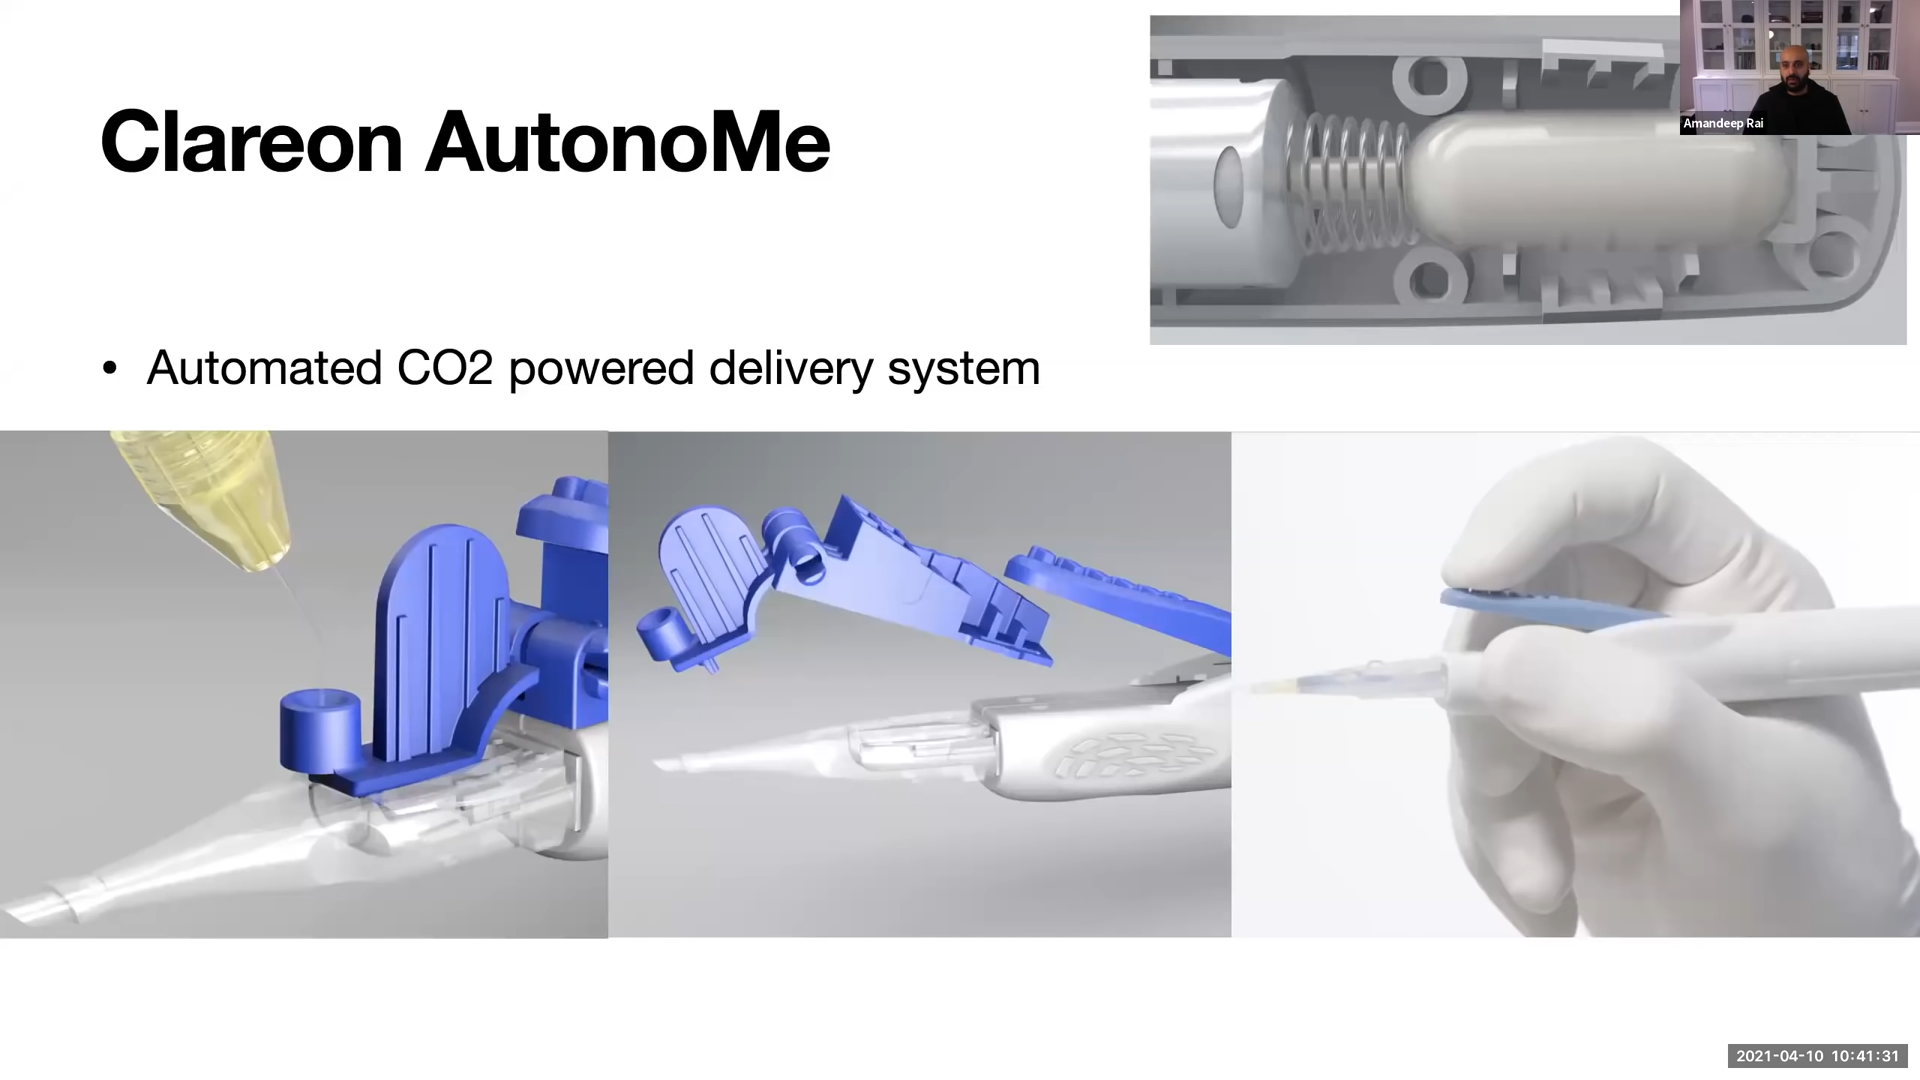 Clareon AutonoMe
Amandeep Rai
• Automated CO2 powered delivery system
2021-04-10 10:41:31